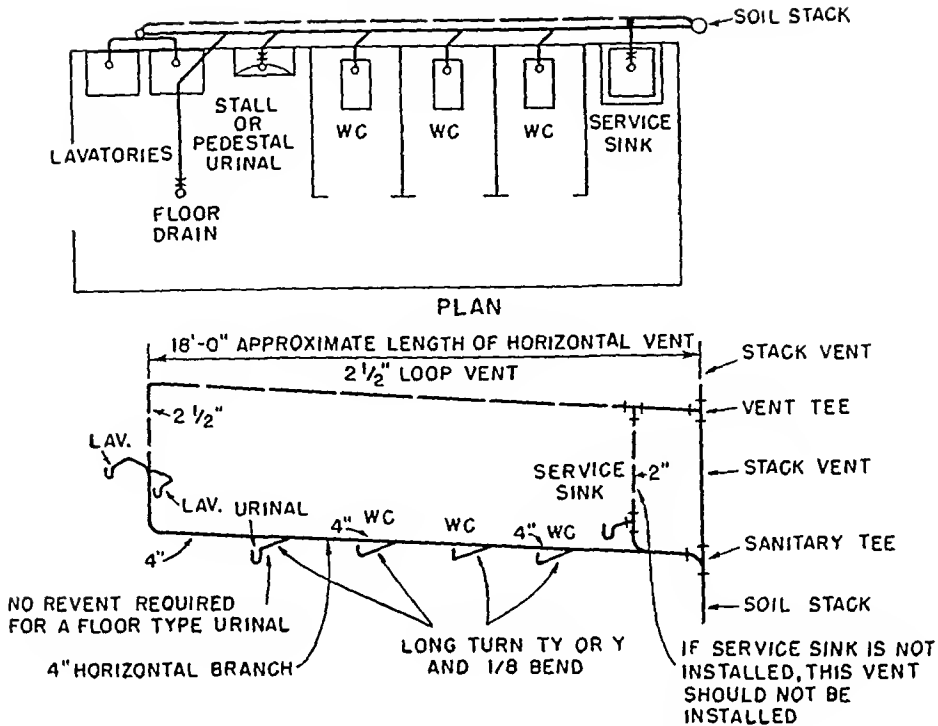 SOIL STACK
STALL
OR
PEDESTAL
URINAL
WC
WC
WC
SERVICE
SINK
LAVATORIES
FLOOR
DRAIN
PLAN
18'-0" APPROXIMATE LENGTH OF HORIZONTAL VENT
2 1/2" LOOP VENT
STACK VENT
VENT TEE
2 1/2"
LAV.
LAV.
URINAL
SERVICE
SINK
2"
STACK VENT
4"
WC
WC
4"
WC
SANITARY TEE
4"
SOIL STACK
NO REVENT REQUIRED
FOR A FLOOR TYPE URINAL
4" HORIZONTAL BRANCH
LONG TURN TY OR Y
AND 1/8 BEND
IF SERVICE SINK IS NOT
INSTALLED, THIS VENT
SHOULD NOT BE
INSTALLED